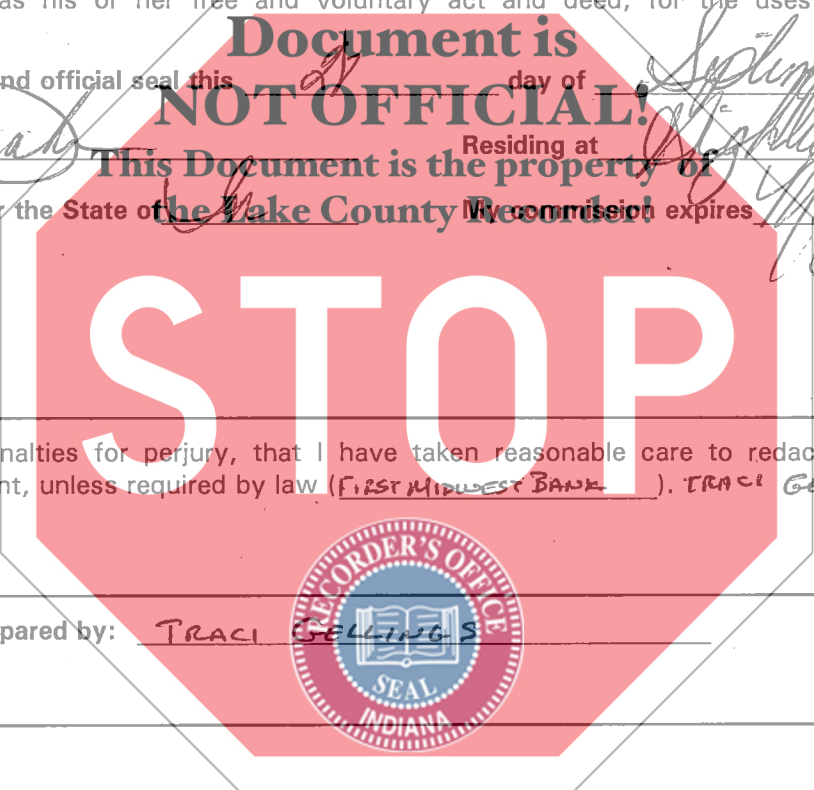 as his or her free and voluntary act and deed, for the uses
Document is
nd official seal this day of
NOT OFFICIAL!
Residing at
This Document is the property of
r the State of My commission expires
the Lake County Recorder!
STOP
nalties for perjury, that I have taken reasonable care to redac
nt, unless required by law (FIRST MIDWEST BANK). TRACI GE
RECORDER'S OFFICE
pared by: TRACI GELLINGS
SEAL
INDIANA